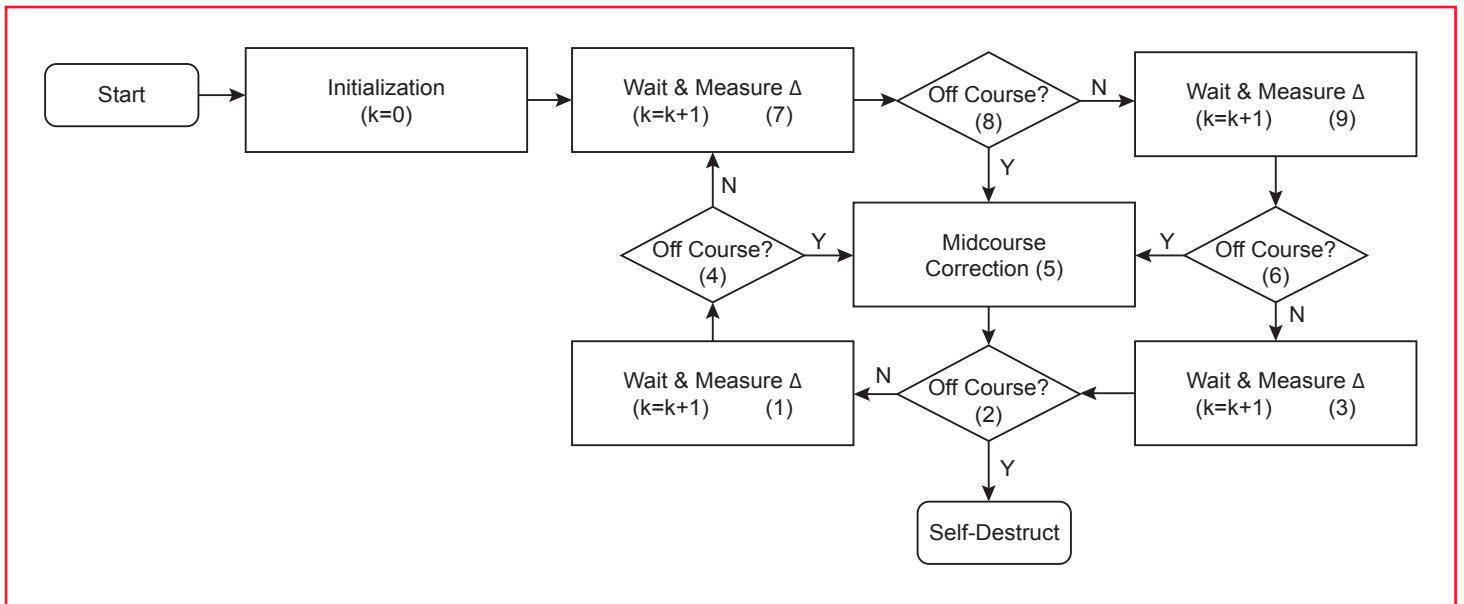 Start
Initialization
(k=0)
Wait & Measure Δ
(k=k+1) (7)
Off Course?
(8)
N
Y
Wait & Measure Δ
(k=k+1) (9)
N
Off Course?
(4)
Y
Midcourse
Correction (5)
Y
Off Course?
(6)
N
Wait & Measure Δ
(k=k+1) (1)
N
Off Course?
(2)
Y
Wait & Measure Δ
(k=k+1) (3)
Self-Destruct